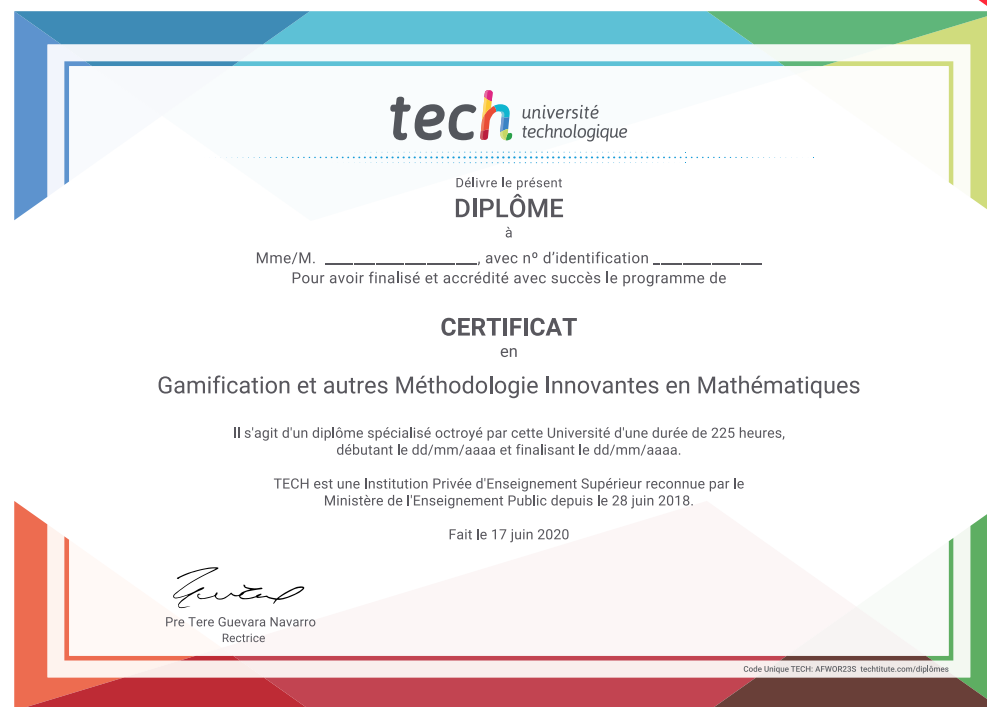 tech université
technologique
Délivre le présent
DIPLÔME
à
Mme/M. __________________, avec nº d'identification _____________
Pour avoir finalisé et accrédité avec succès le programme de
CERTIFICAT
en
Gamification et autres Méthodologie Innovantes en Mathématiques
Il s'agit d'un diplôme spécialisé octroyé par cette Université d'une durée de 225 heures,
débutant le dd/mm/aaaa et finalisant le dd/mm/aaaa.
TECH est une Institution Privée d'Enseignement Supérieur reconnue par le
Ministère de l'Enseignement Public depuis le 28 juin 2018.
Fait le 17 juin 2020
Pre Tere Guevara Navarro
Rectrice
Code Unique TECH: AFWOR23S techtitute.com/diplômes